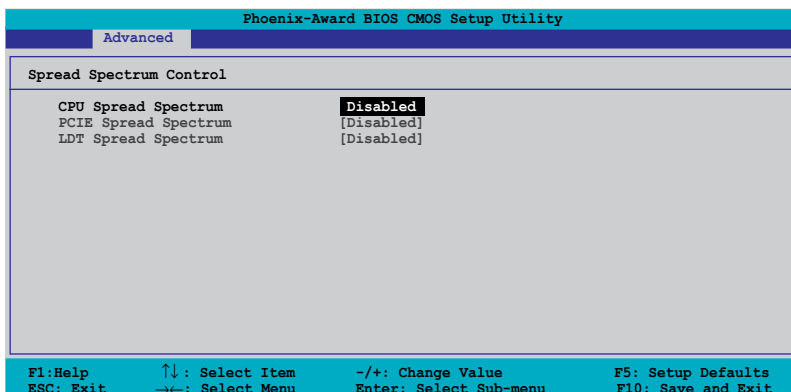 Phoenix-Award BIOS CMOS Setup Utility
Advanced
Spread Spectrum Control
CPU Spread Spectrum Disabled
PCIE Spread Spectrum [Disabled]
LDT Spread Spectrum [Disabled]
F1:Help ↑↓ : Select Item -/+: Change Value F5: Setup Defaults
ESC: Exit →←: Select Menu Enter: Select Sub-menu F10: Save and Exit